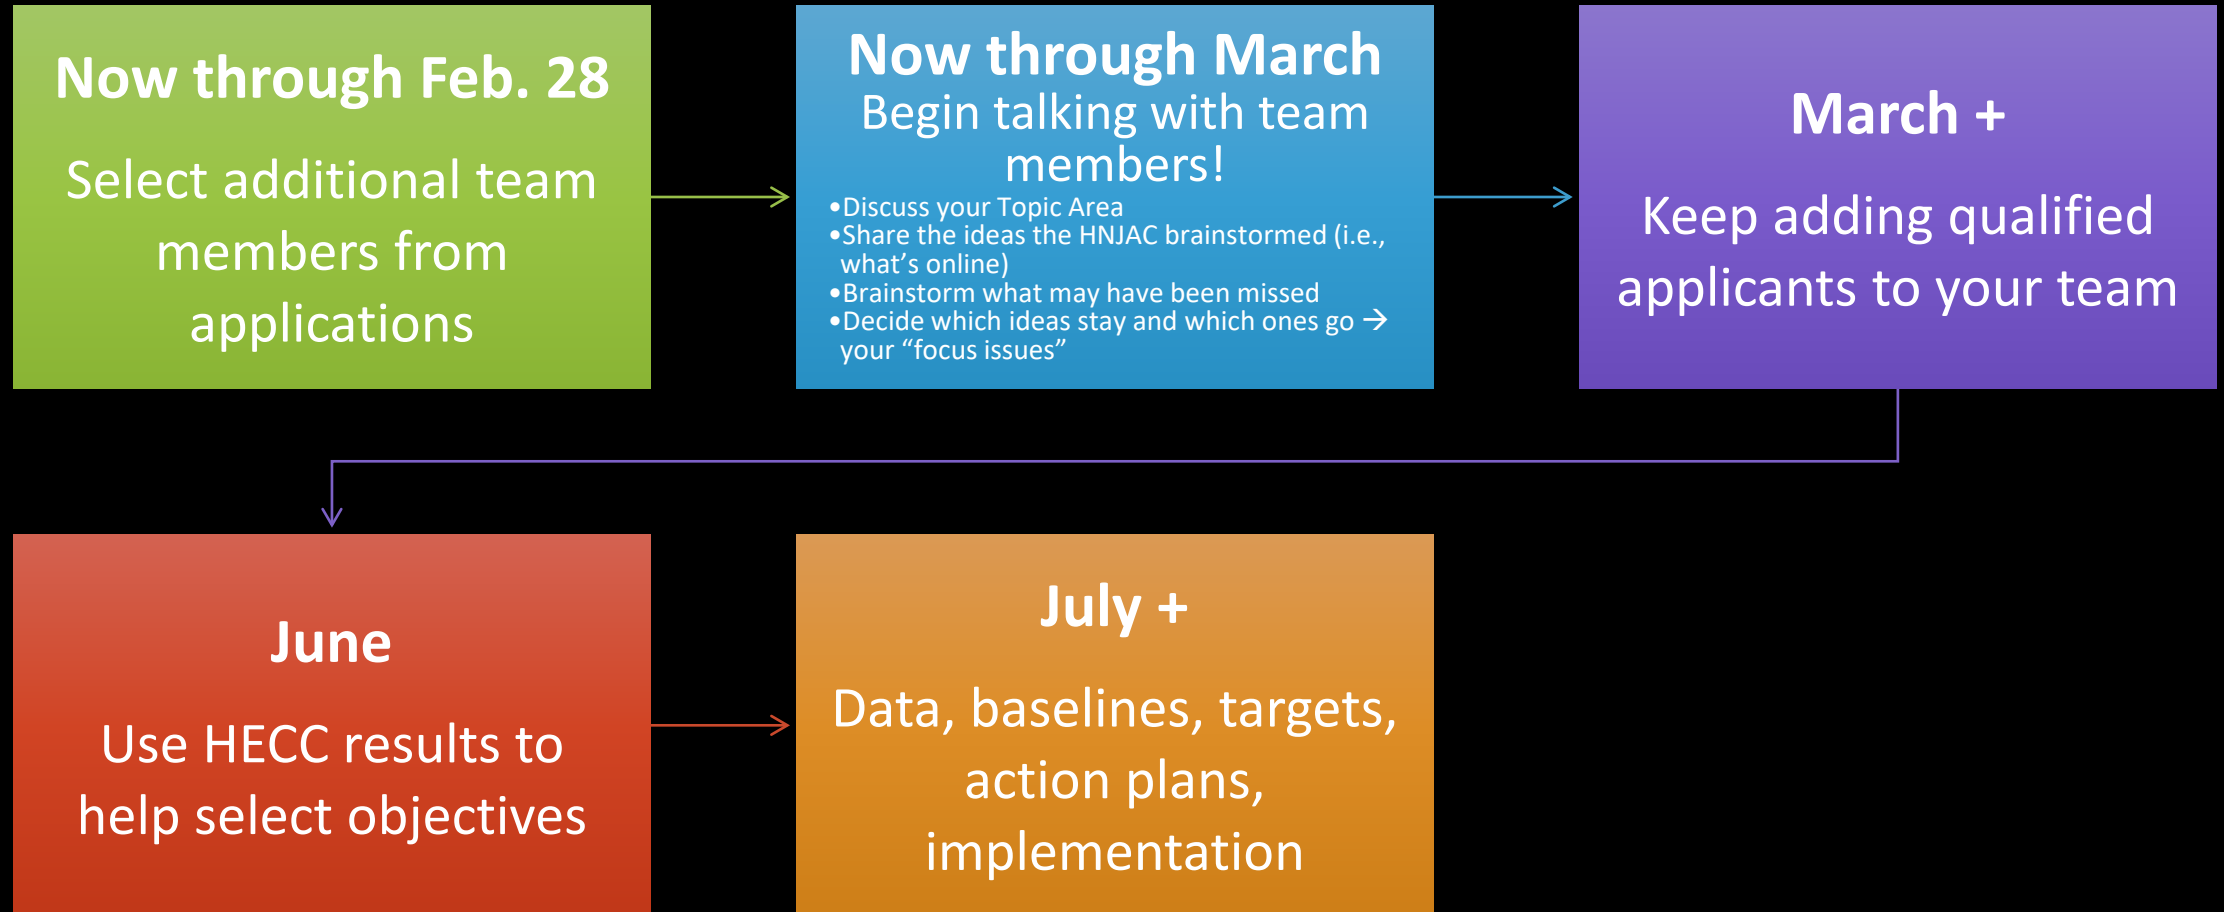 Now through Feb. 28
Select additional team
members from
applications
Now through March
Begin talking with team
members!
•Discuss your Topic Area
•Share the ideas the HNJAC brainstormed (i.e.,
what’s online)
•Brainstorm what may have been missed
•Decide which ideas stay and which ones go →
your “focus issues”
March +
Keep adding qualified
applicants to your team
June
Use HECC results to
help select objectives
July +
Data, baselines, targets,
action plans,
implementation